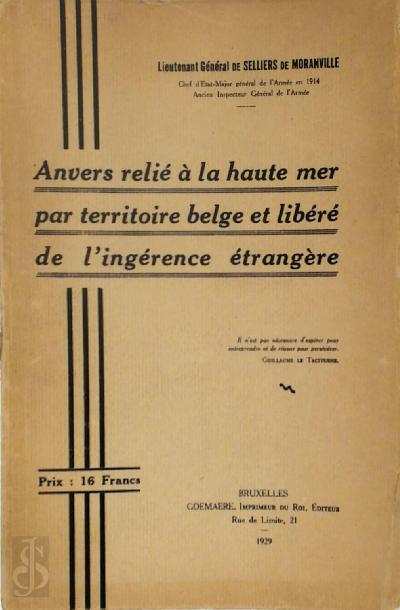 Lieutenant Général DE SELLIERS DE MORANVILLE
Chef d'Etat-Major général de l'Armée en 1914
Ancien Inspecteur Général de l'Armée
Anvers relié à la haute mer
par territoire belge et libéré
de l'ingérence étrangère
Il n'est pas nécessaire d'espérer pour
entreprendre ni de réussir pour persévérer.
GUILLAUME LE TACITURNE.
Prix : 16 Francs
BRUXELLES
GOEMAERE, IMPRIMEUR DU ROI, ÉDITEUR
Rue de Limite, 21
1929